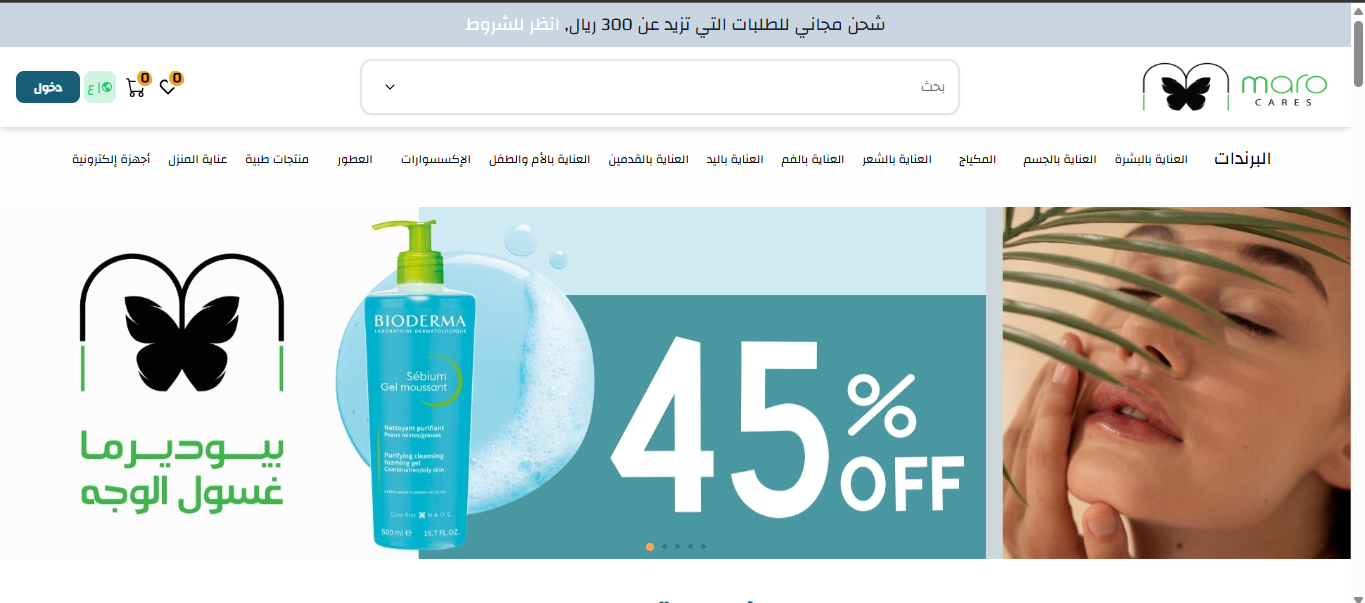 شحن مجاني للطلبات التي تزيد عن 300 ريال, انظر للشروط
maro
CARES
بحث
0
0
ع
دخول
البرندات العناية بالبشرة العناية بالجسم المكياج العناية بالشعر العناية بالفم العناية باليد العناية بالقدمين العناية بالأم والطفل الإكسسوارات العطور منتجات طبية عناية المنزل أجهزة إلكترونية
45%
OFF
BIODERMA
LABORATOIRE DERMATOLOGIQUE
Sébium
Gel moussant
Nettoyant purifiant
Peaux mixtes/grasses
Purifying cleansing
foaming gel
Combination/oily skin
NAOS
500 ml e 16.7 FL.OZ.
بيوديرما
غسول الوجه